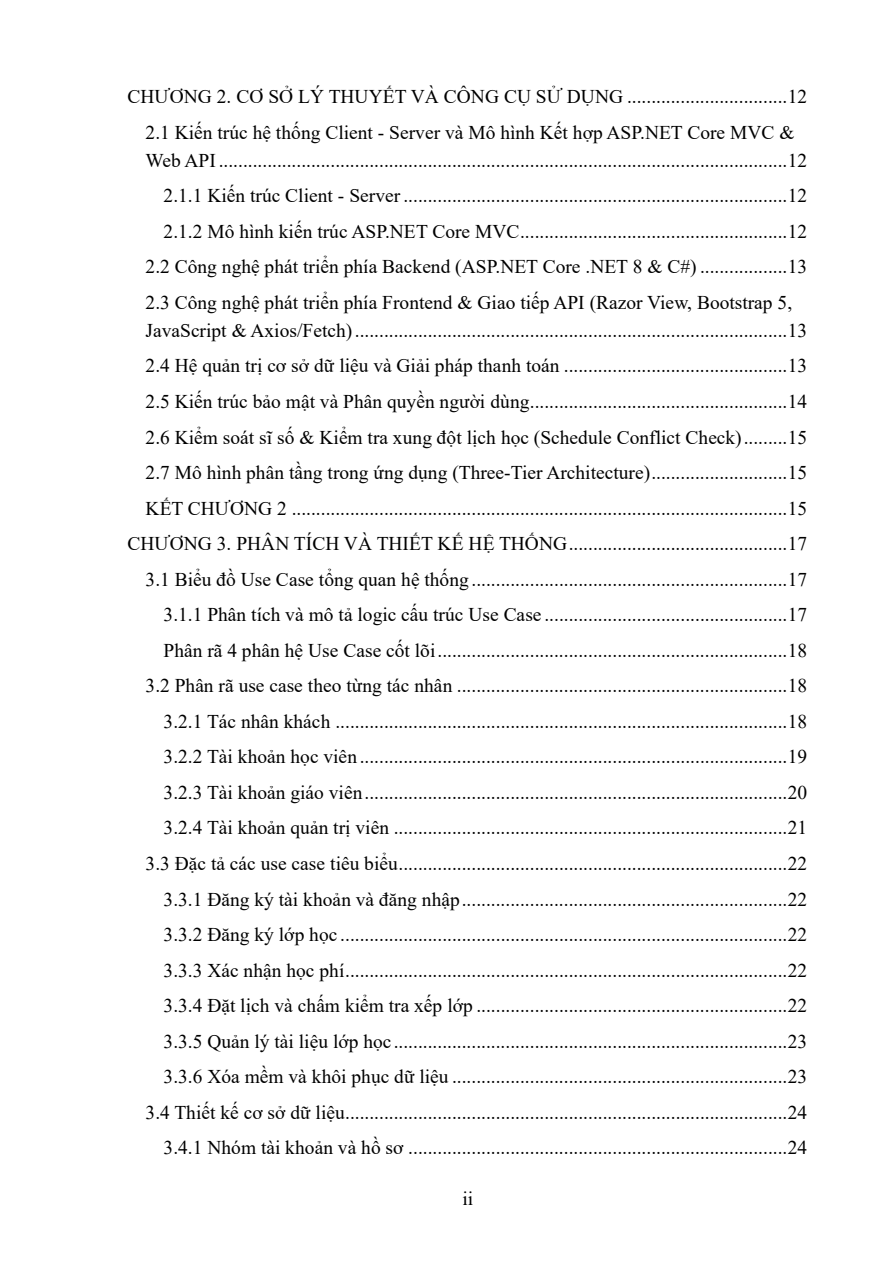 CHƯƠNG 2. CƠ SỞ LÝ THUYẾT VÀ CÔNG CỤ SỬ DỤNG .................................12
2.1 Kiến trúc hệ thống Client - Server và Mô hình Kết hợp ASP.NET Core MVC &
Web API .....................................................................................................................12
2.1.1 Kiến trúc Client - Server ...............................................................................12
2.1.2 Mô hình kiến trúc ASP.NET Core MVC.......................................................12
2.2 Công nghệ phát triển phía Backend (ASP.NET Core .NET 8 & C#) ..................13
2.3 Công nghệ phát triển phía Frontend & Giao tiếp API (Razor View, Bootstrap 5,
JavaScript & Axios/Fetch).........................................................................................13
2.4 Hệ quản trị cơ sở dữ liệu và Giải pháp thanh toán ..............................................13
2.5 Kiến trúc bảo mật và Phân quyền người dùng.....................................................14
2.6 Kiểm soát sĩ số & Kiểm tra xung đột lịch học (Schedule Conflict Check).........15
2.7 Mô hình phân tầng trong ứng dụng (Three-Tier Architecture)............................15
KẾT CHƯƠNG 2 ......................................................................................................15
CHƯƠNG 3. PHÂN TÍCH VÀ THIẾT KẾ HỆ THỐNG.............................................17
3.1 Biểu đồ Use Case tổng quan hệ thống.................................................................17
3.1.1 Phân tích và mô tả logic cấu trúc Use Case ..................................................17
Phân rã 4 phân hệ Use Case cốt lõi........................................................................18
3.2 Phân rã use case theo từng tác nhân ....................................................................18
3.2.1 Tác nhân khách .............................................................................................18
3.2.2 Tài khoản học viên ........................................................................................19
3.2.3 Tài khoản giáo viên.......................................................................................20
3.2.4 Tài khoản quản trị viên .................................................................................21
3.3 Đặc tả các use case tiêu biểu................................................................................22
3.3.1 Đăng ký tài khoản và đăng nhập...................................................................22
3.3.2 Đăng ký lớp học ............................................................................................22
3.3.3 Xác nhận học phí...........................................................................................22
3.3.4 Đặt lịch và chấm kiểm tra xếp lớp ................................................................22
3.3.5 Quản lý tài liệu lớp học .................................................................................23
3.3.6 Xóa mềm và khôi phục dữ liệu .....................................................................23
3.4 Thiết kế cơ sở dữ liệu...........................................................................................24
3.4.1 Nhóm tài khoản và hồ sơ ..............................................................................24
ii